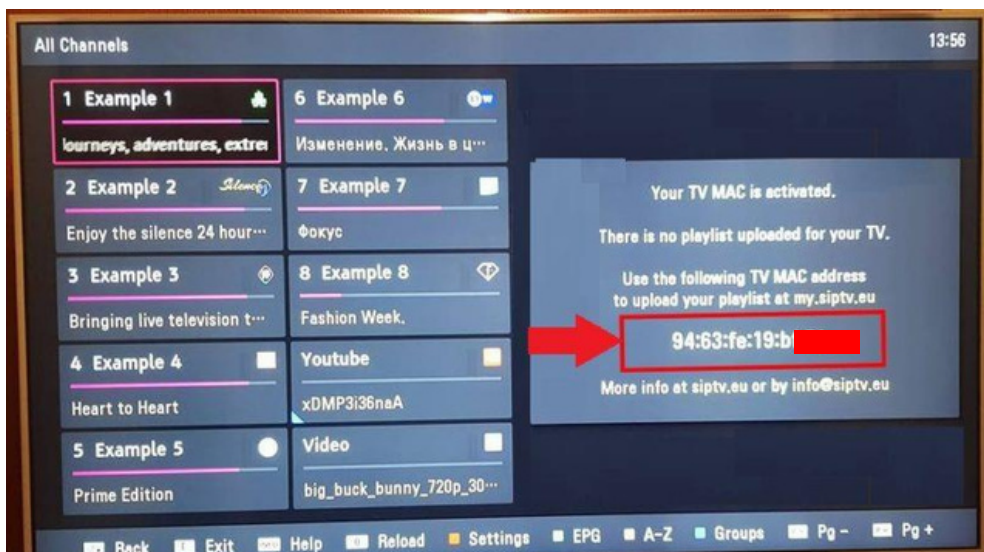 All Channels
13:56
1 Example 1
Journeys, adventures, extrem
2 Example 2
Silence
Enjoy the silence 24 hour...
3 Example 3
Bringing live television t...
4 Example 4
Heart to Heart
5 Example 5
Prime Edition
6 Example 6
W
Изменение. Жизнь в ц...
7 Example 7
Фокус
8 Example 8
Fashion Week.
Youtube
xDMP3i36naA
Video
big_buck_bunny_720p_30...
Your TV MAC is activated.
There is no playlist uploaded for your TV.
Use the following TV MAC address
to upload your playlist at my.siptv.eu
94:63:fe:19:b
More info at siptv.eu or by info@siptv.eu
Back Exit Help Reload Settings EPG A-Z Groups Pg - Pg +